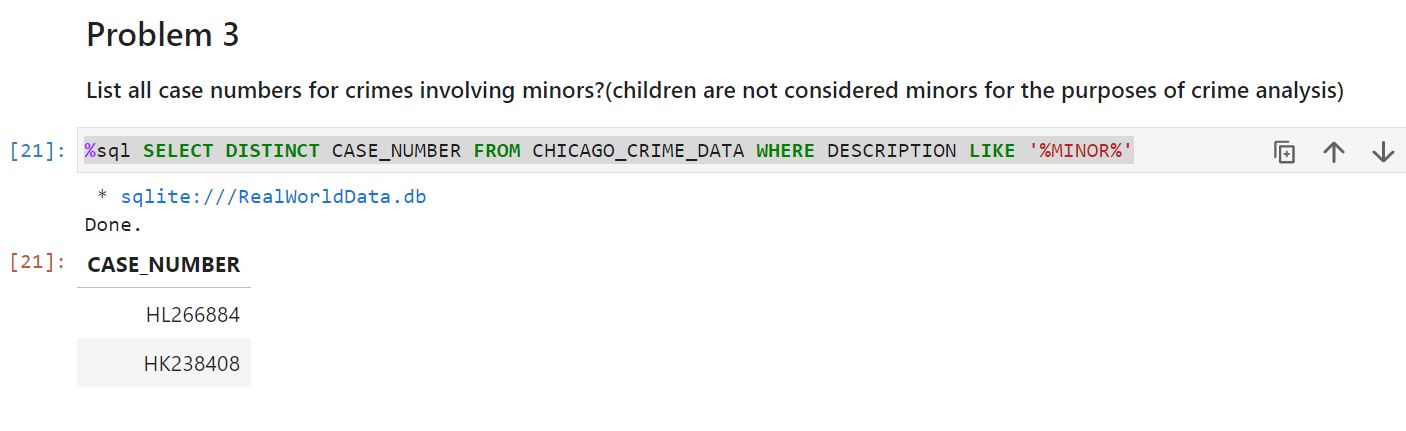 Problem 3
List all case numbers for crimes involving minors?(children are not considered minors for the purposes of crime analysis)
[21]: %sql SELECT DISTINCT CASE_NUMBER FROM CHICAGO_CRIME_DATA WHERE DESCRIPTION LIKE '%MINOR%'
* sqlite:///RealWorldData.db
Done.
[21]: CASE_NUMBER
HL266884
HK238408